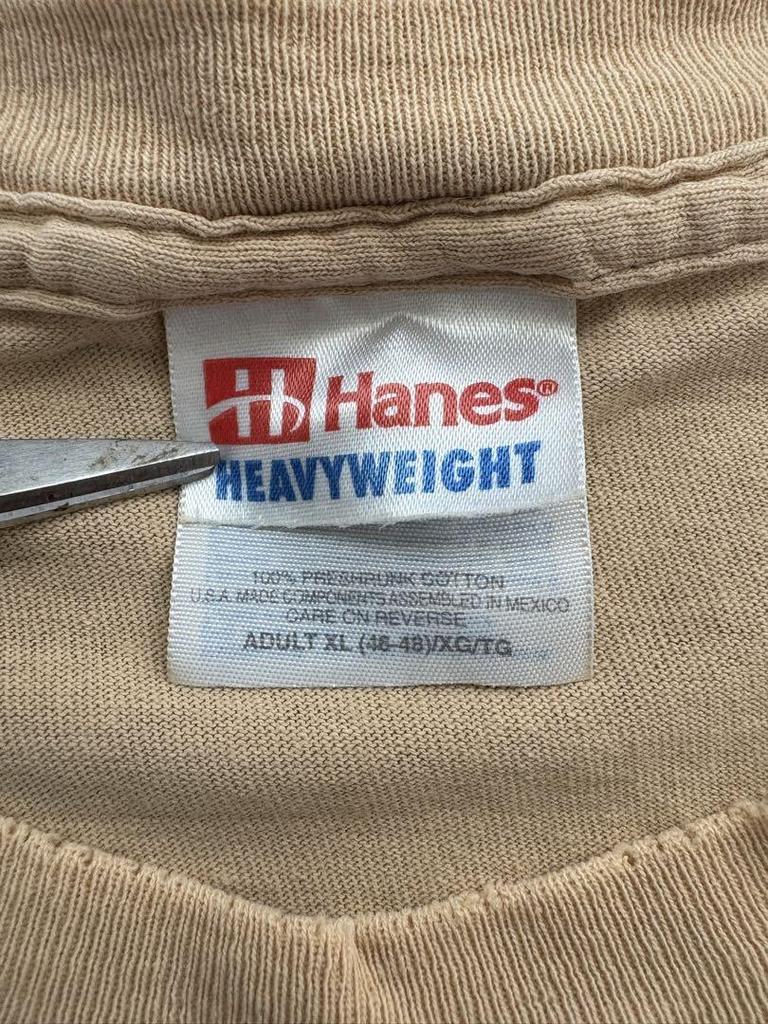 H Hanes®
HEAVYWEIGHT
100% PRESHRUNK COTTON
U.S.A. MADE COMPONENTS ASSEMBLED IN MEXICO
CARE ON REVERSE
ADULT XL (46-48)/XG/TG